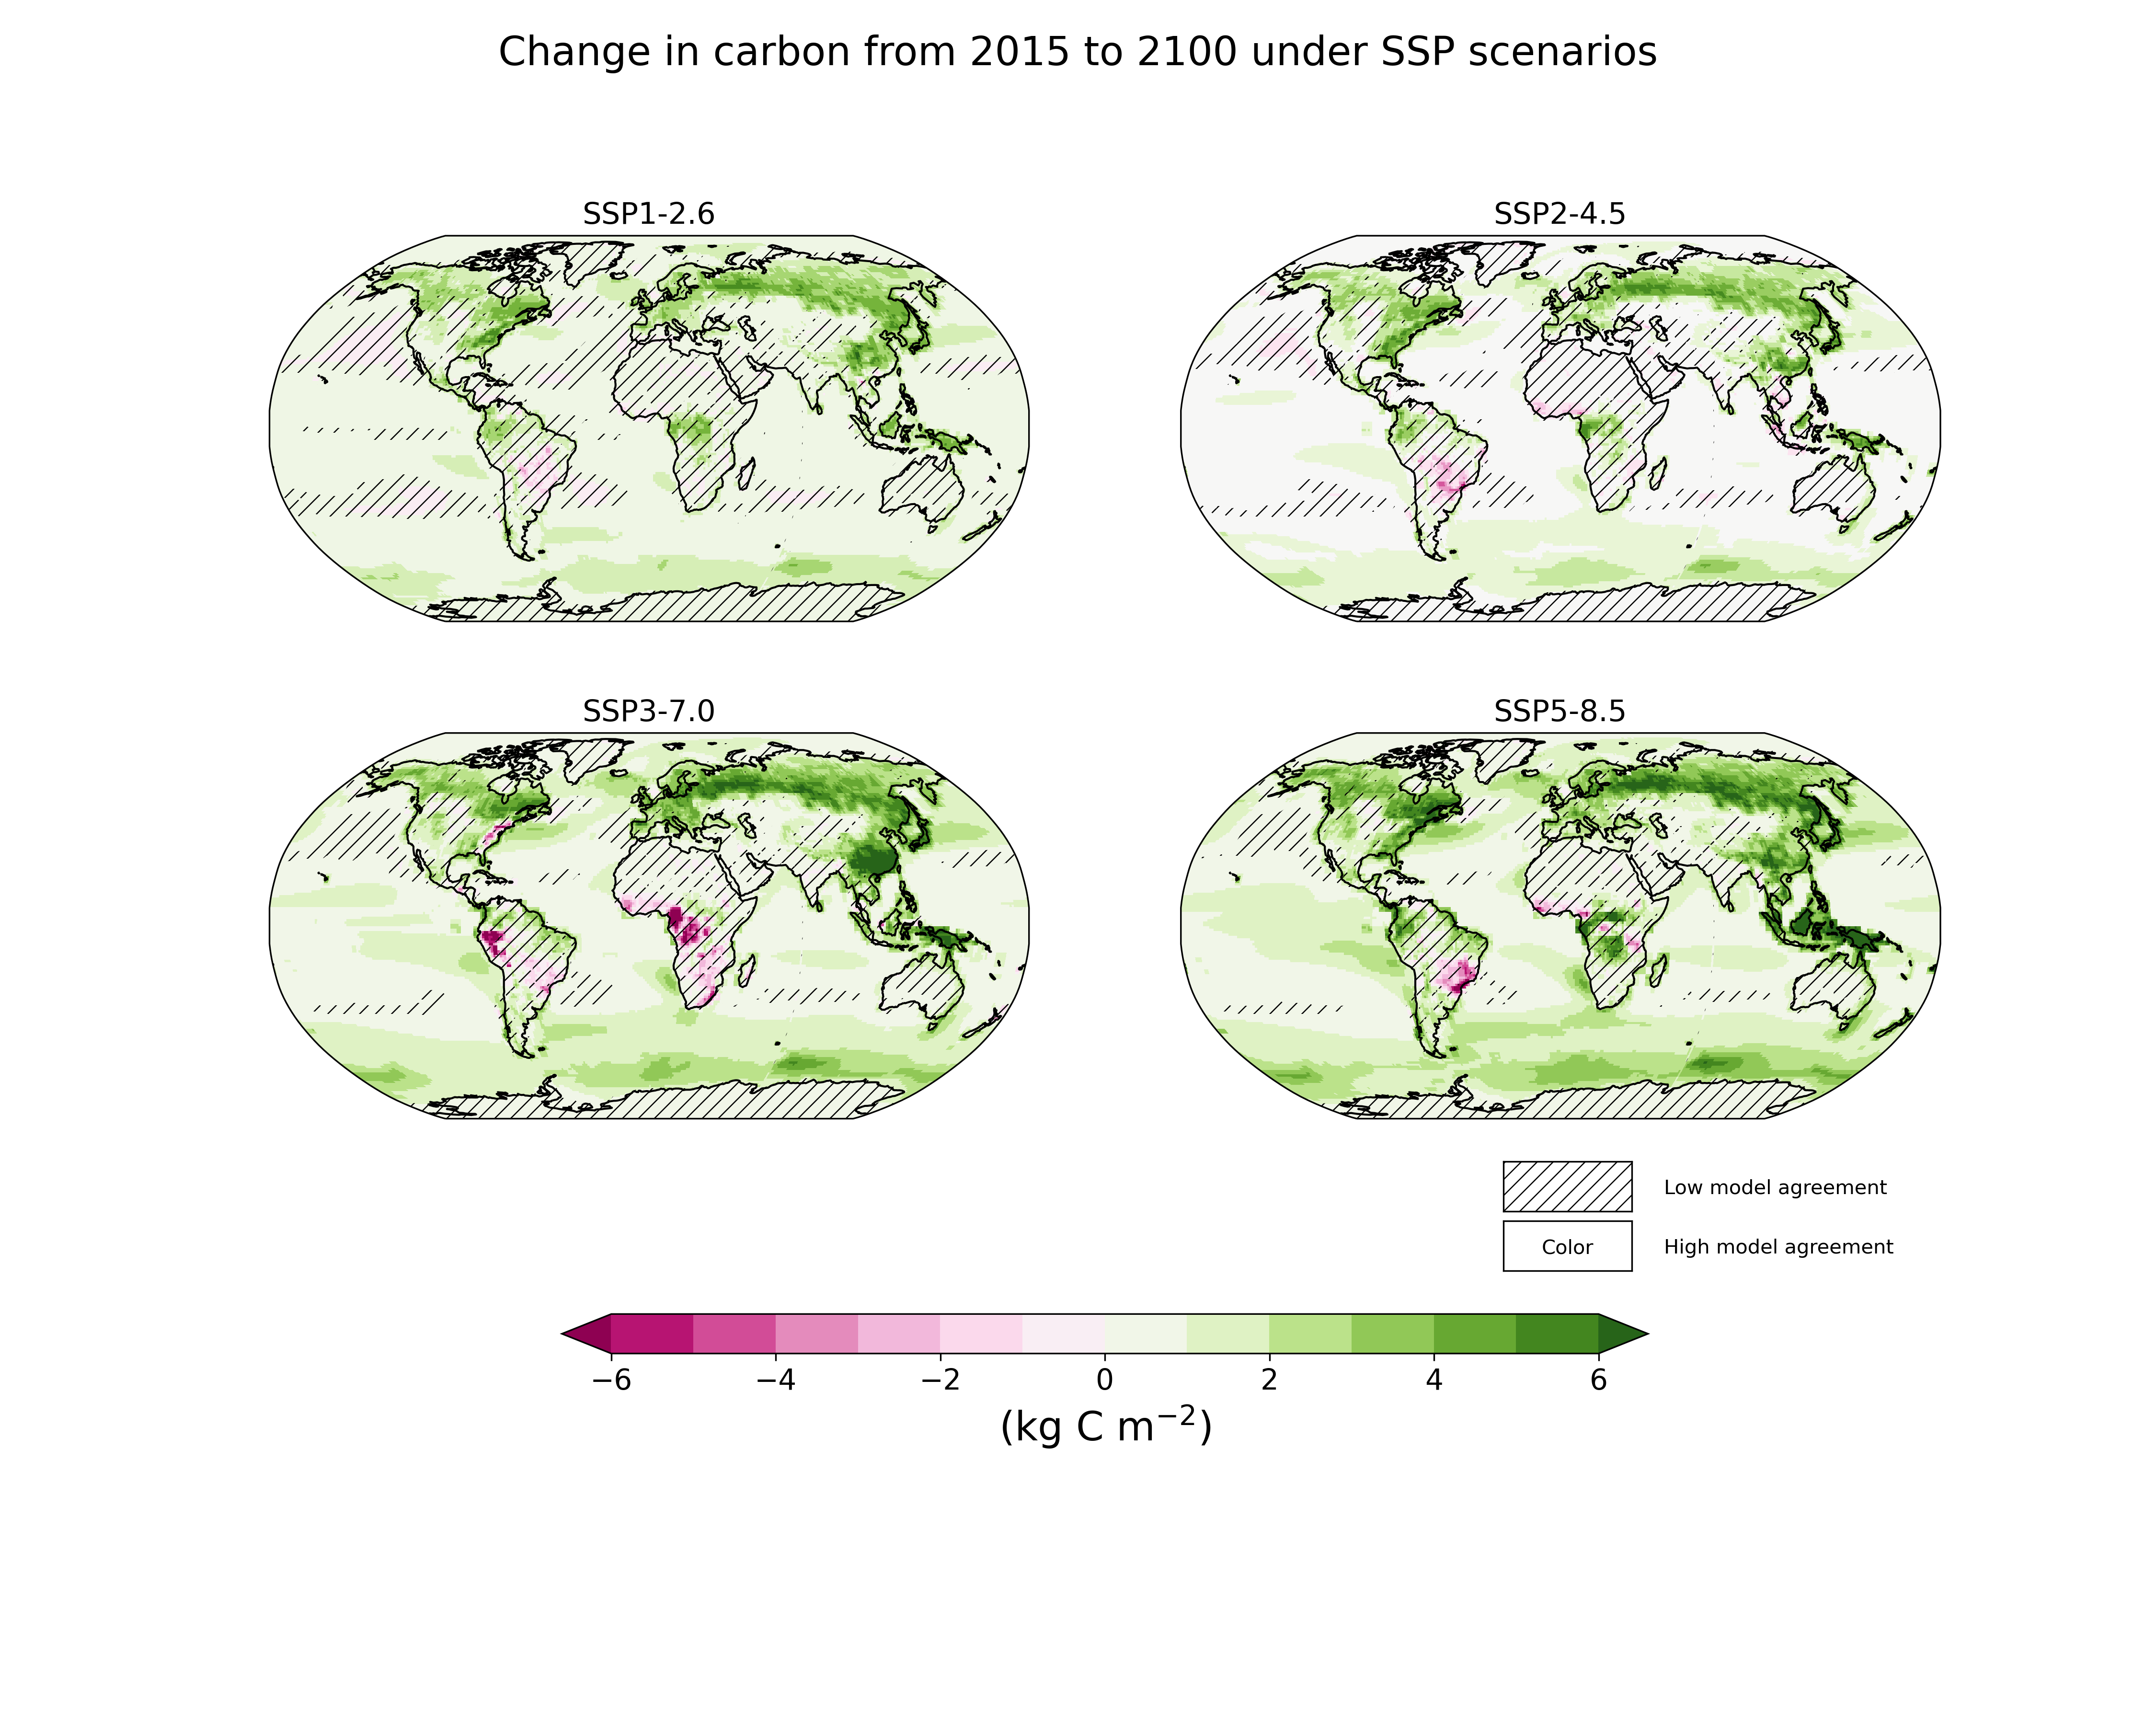 Change in carbon from 2015 to 2100 under SSP scenarios
SSP1-2.6
SSP2-4.5
SSP3-7.0
SSP5-8.5
Low model agreement
Color
High model agreement
−6 −4 −2 0 2 4 6
(kg C m⁻²)